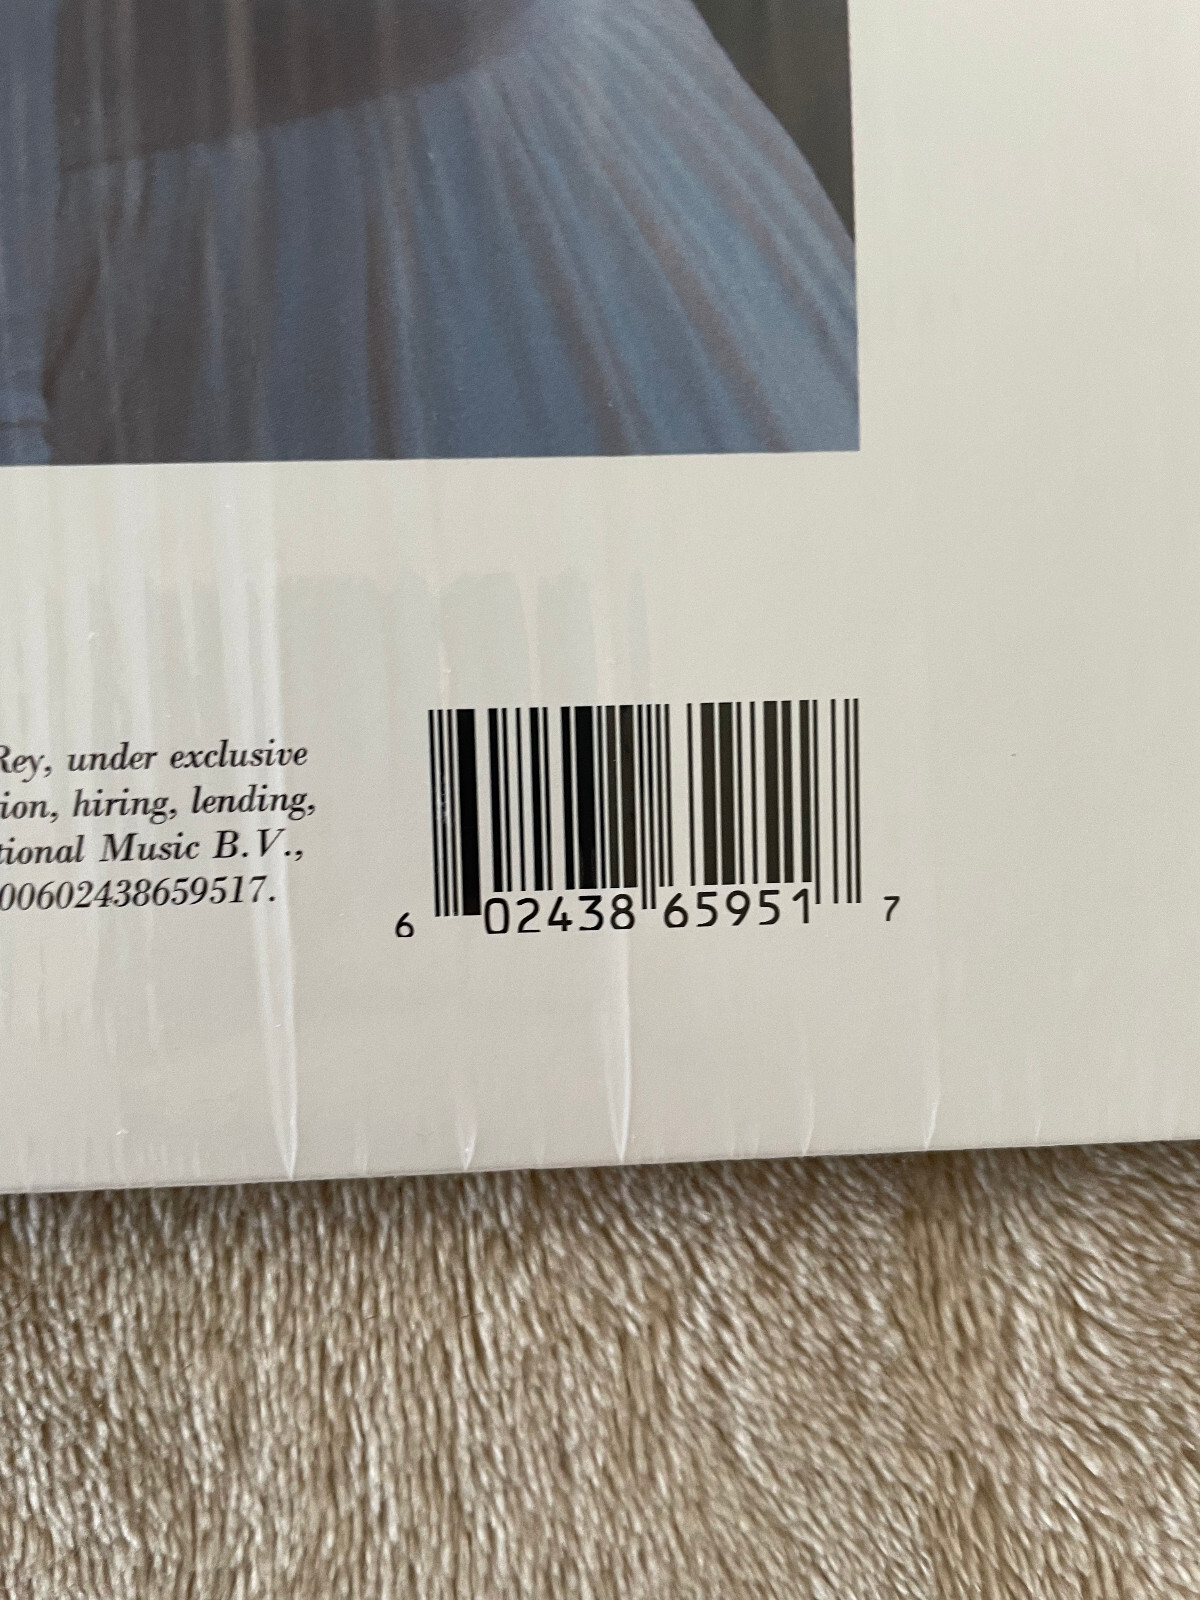 Rey, under exclusive
ion, hiring, lending,
tional Music B.V.,
00602438659517.
6 02438 65951 7